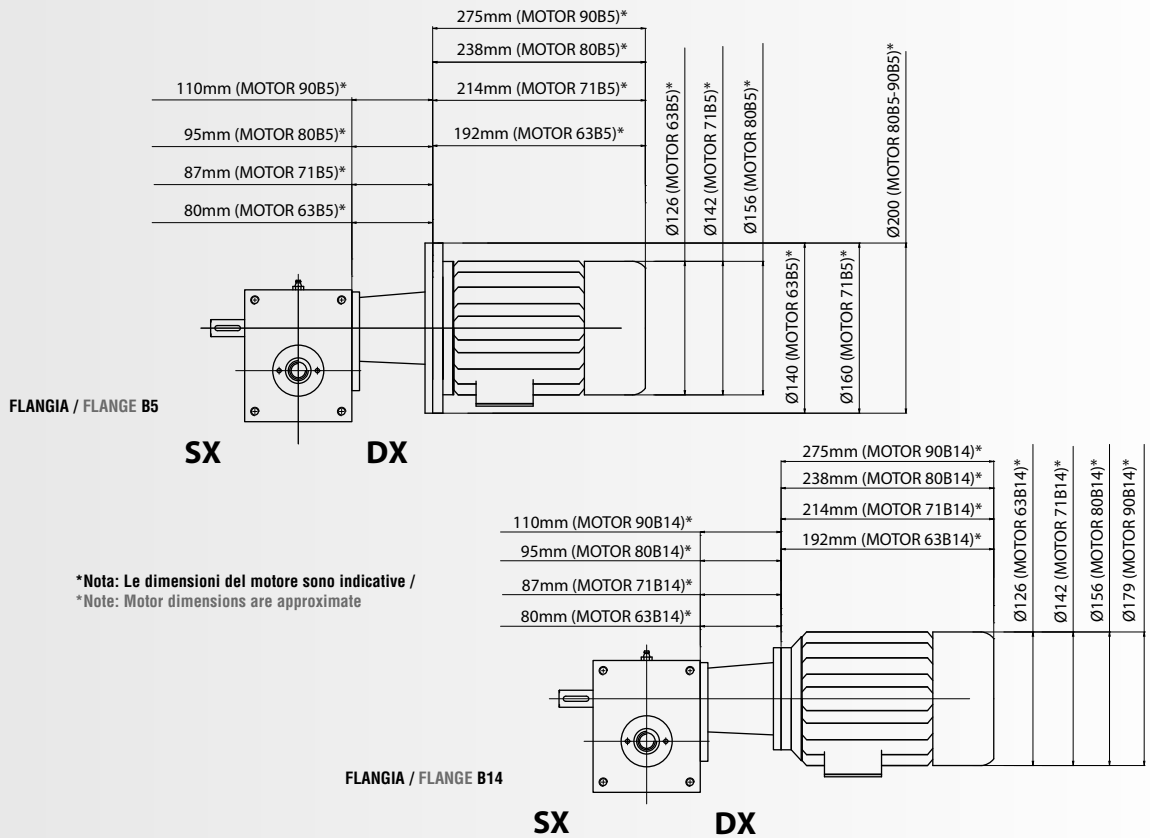 275mm (MOTOR 90B5)*
238mm (MOTOR 80B5)*
110mm (MOTOR 90B5)*
214mm (MOTOR 71B5)*
95mm (MOTOR 80B5)*
192mm (MOTOR 63B5)*
87mm (MOTOR 71B5)*
80mm (MOTOR 63B5)*
Ø126 (MOTOR 63B5)*
Ø142 (MOTOR 71B5)*
Ø156 (MOTOR 80B5)*
Ø200 (MOTOR 80B5-90B5)*
Ø140 (MOTOR 63B5)*
Ø160 (MOTOR 71B5)*
FLANGIA / FLANGE B5
SX
DX
275mm (MOTOR 90B14)*
238mm (MOTOR 80B14)*
214mm (MOTOR 71B14)*
192mm (MOTOR 63B14)*
110mm (MOTOR 90B14)*
95mm (MOTOR 80B14)*
87mm (MOTOR 71B14)*
80mm (MOTOR 63B14)*
Ø126 (MOTOR 63B14)*
Ø142 (MOTOR 71B14)*
Ø156 (MOTOR 80B14)*
Ø179 (MOTOR 90B14)*
*Nota: Le dimensioni del motore sono indicative /
*Note: Motor dimensions are approximate
FLANGIA / FLANGE B14
SX
DX